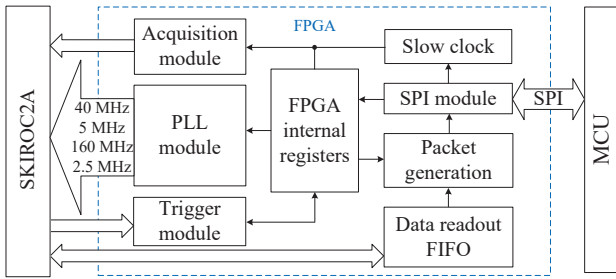 SKIROC2A
FPGA
Acquisition
module
Slow clock
40 MHz
5 MHz
160 MHz
2.5 MHz
PLL
module
FPGA
internal
registers
SPI module
SPI
MCU
Packet
generation
Trigger
module
Data readout
FIFO